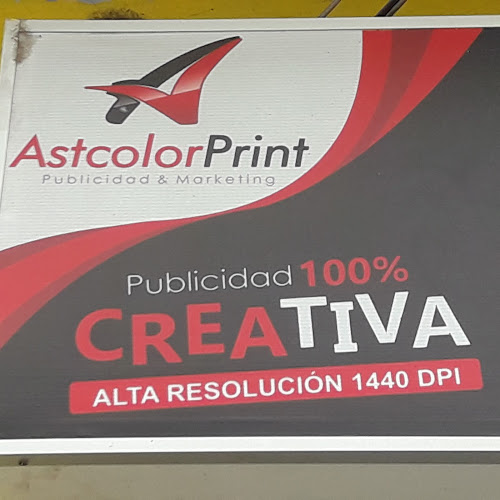 AstcolorPrint
Publicidad & Marketing
Publicidad 100%
CREATIVA
ALTA RESOLUCIÓN 1440 DPI